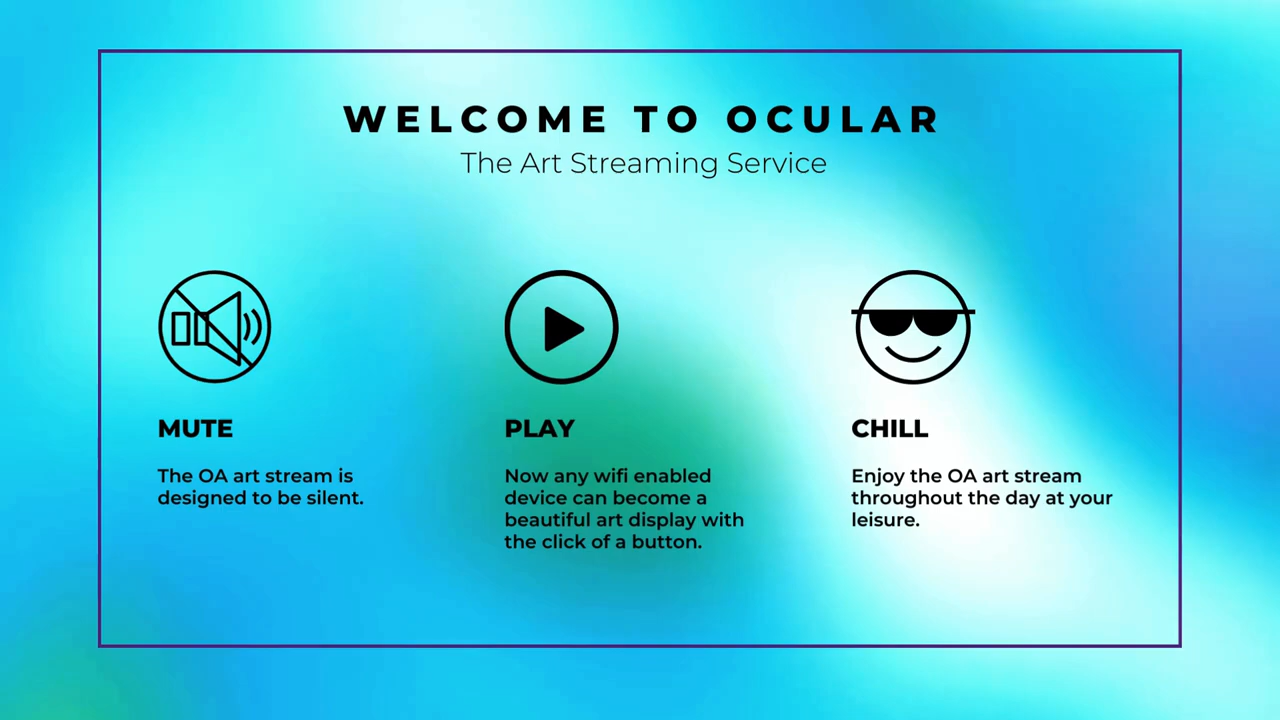 WELCOME TO OCULAR
The Art Streaming Service
MUTE
The OA art stream is
designed to be silent.
PLAY
Now any wifi enabled
device can become a
beautiful art display with
the click of a button.
CHILL
Enjoy the OA art stream
throughout the day at your
leisure.